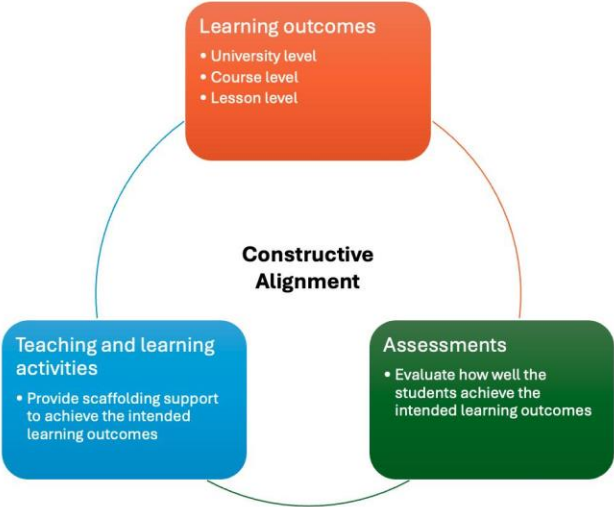 Learning outcomes
• University level
• Course level
• Lesson level
Constructive
Alignment
Teaching and learning
activities
• Provide scaffolding support
to achieve the intended
learning outcomes
Assessments
• Evaluate how well the
students achieve the
intended learning outcomes